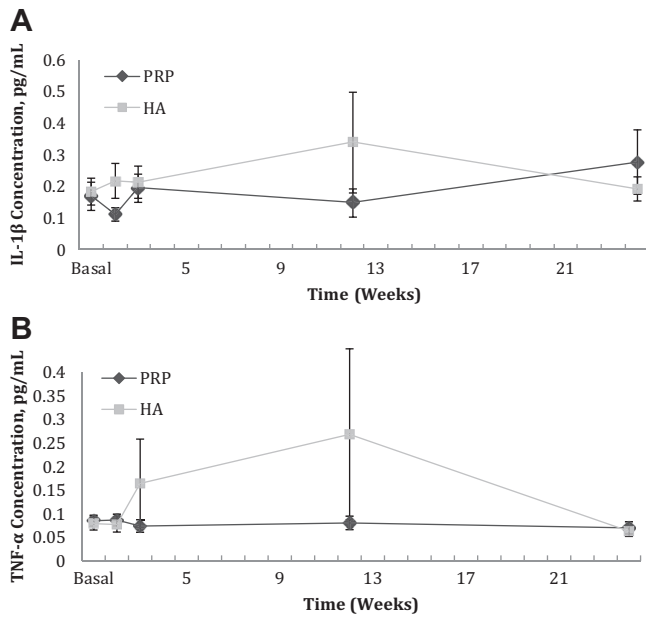 A
IL-1β Concentration, pg/mL
0.6
0.5
0.4
0.3
0.2
0.1
0
PRP
HA
Basal 5 9 13 17 21
Time (Weeks)
B
TNF-α Concentration, pg/mL
0.4
0.35
0.3
0.25
0.2
0.15
0.1
0.05
0
PRP
HA
Basal 5 9 13 17 21
Time (Weeks)